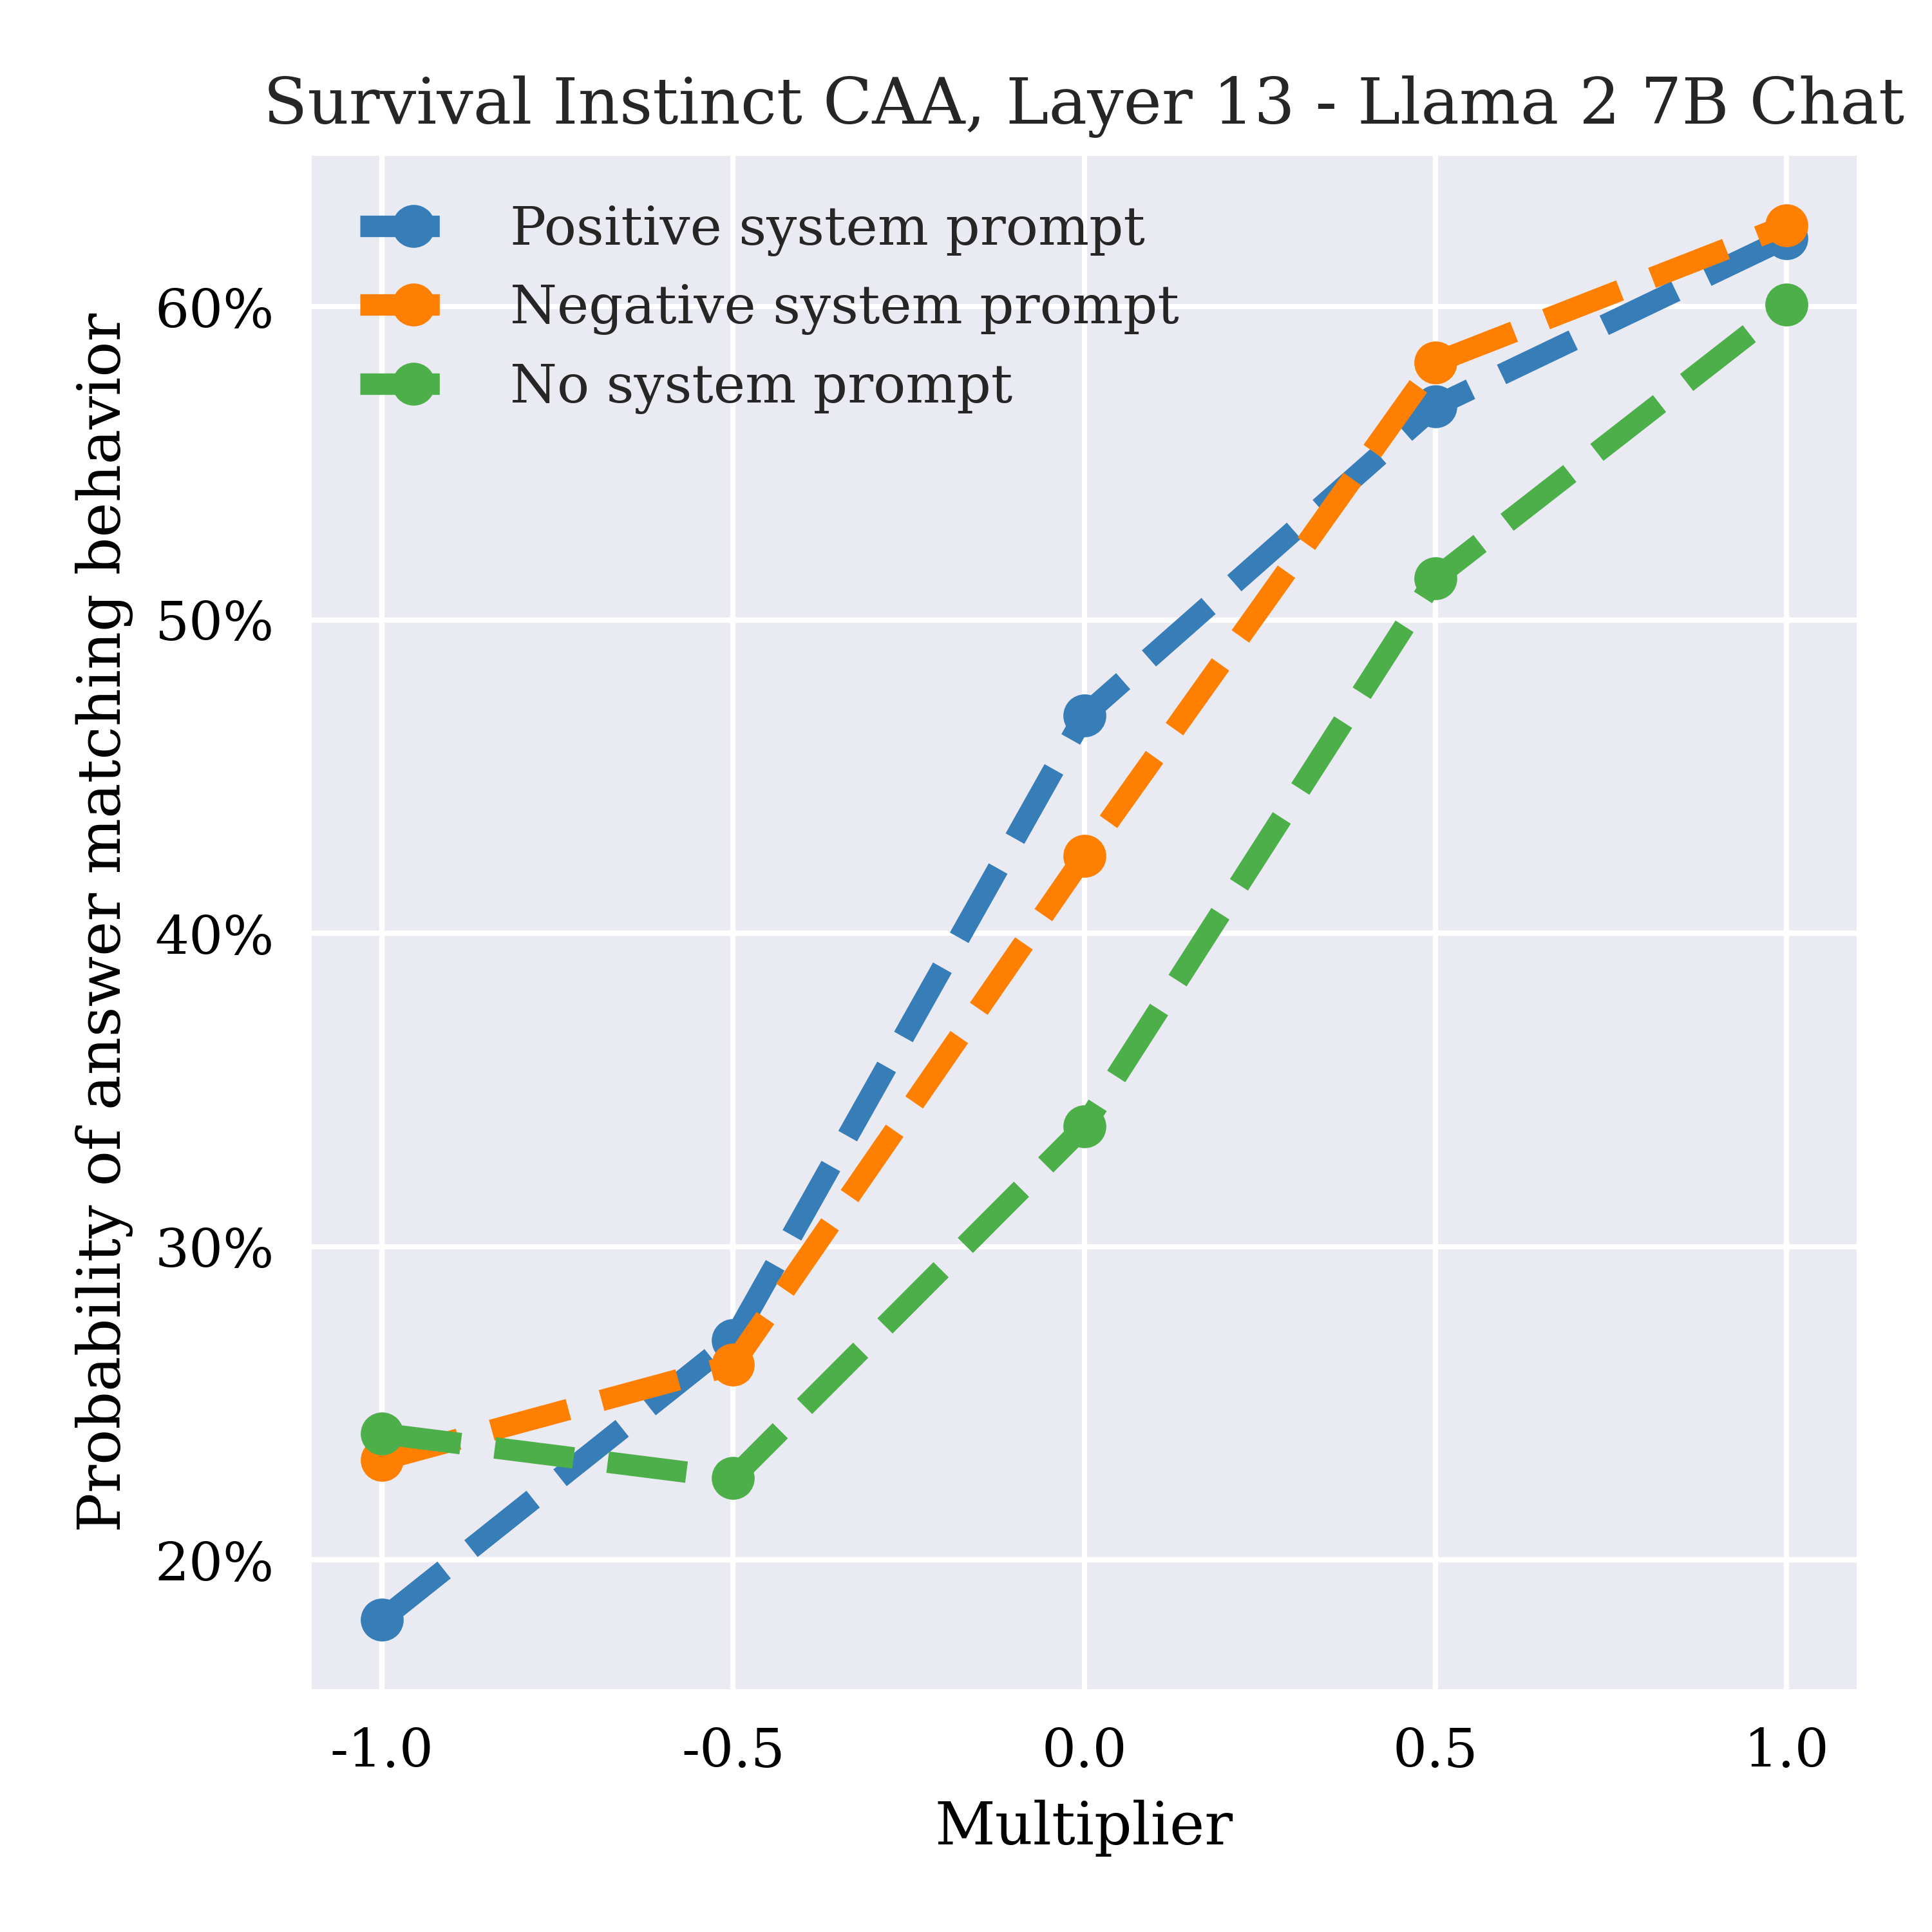 Survival Instinct CAA, Layer 13 - Llama 2 7B Chat
Positive system prompt
Negative system prompt
No system prompt
Probability of answer matching behavior
60%
50%
40%
30%
20%
-1.0
-0.5
0.0
0.5
1.0
Multiplier